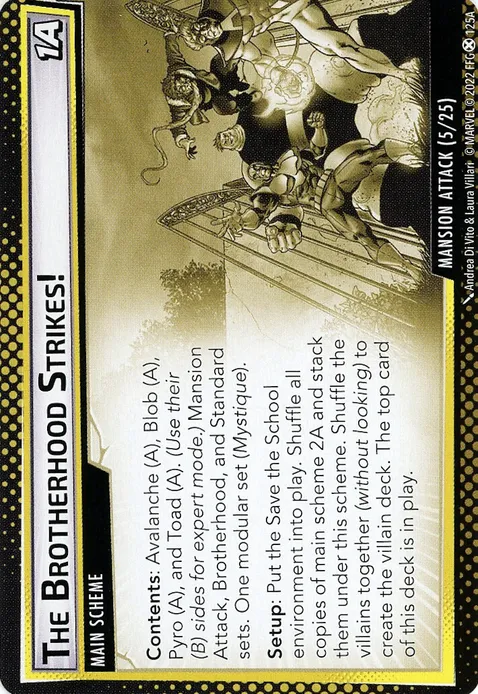 THE BROTHERHOOD STRIKES!
1A
MAIN SCHEME
Contents: Avalanche (A), Blob (A),
Pyro (A), and Toad (A). (Use their
(B) sides for expert mode.) Mansion
Attack, Brotherhood, and Standard
sets. One modular set (Mystique).
Setup: Put the Save the School
environment into play. Shuffle all
copies of main scheme 2A and stack
them under this scheme. Shuffle the
villains together (without looking) to
create the villain deck. The top card
of this deck is in play.
MANSION ATTACK (5/25)
Andrea Di Vito & Laura Villari © MARVEL © 2022 FFG 125A